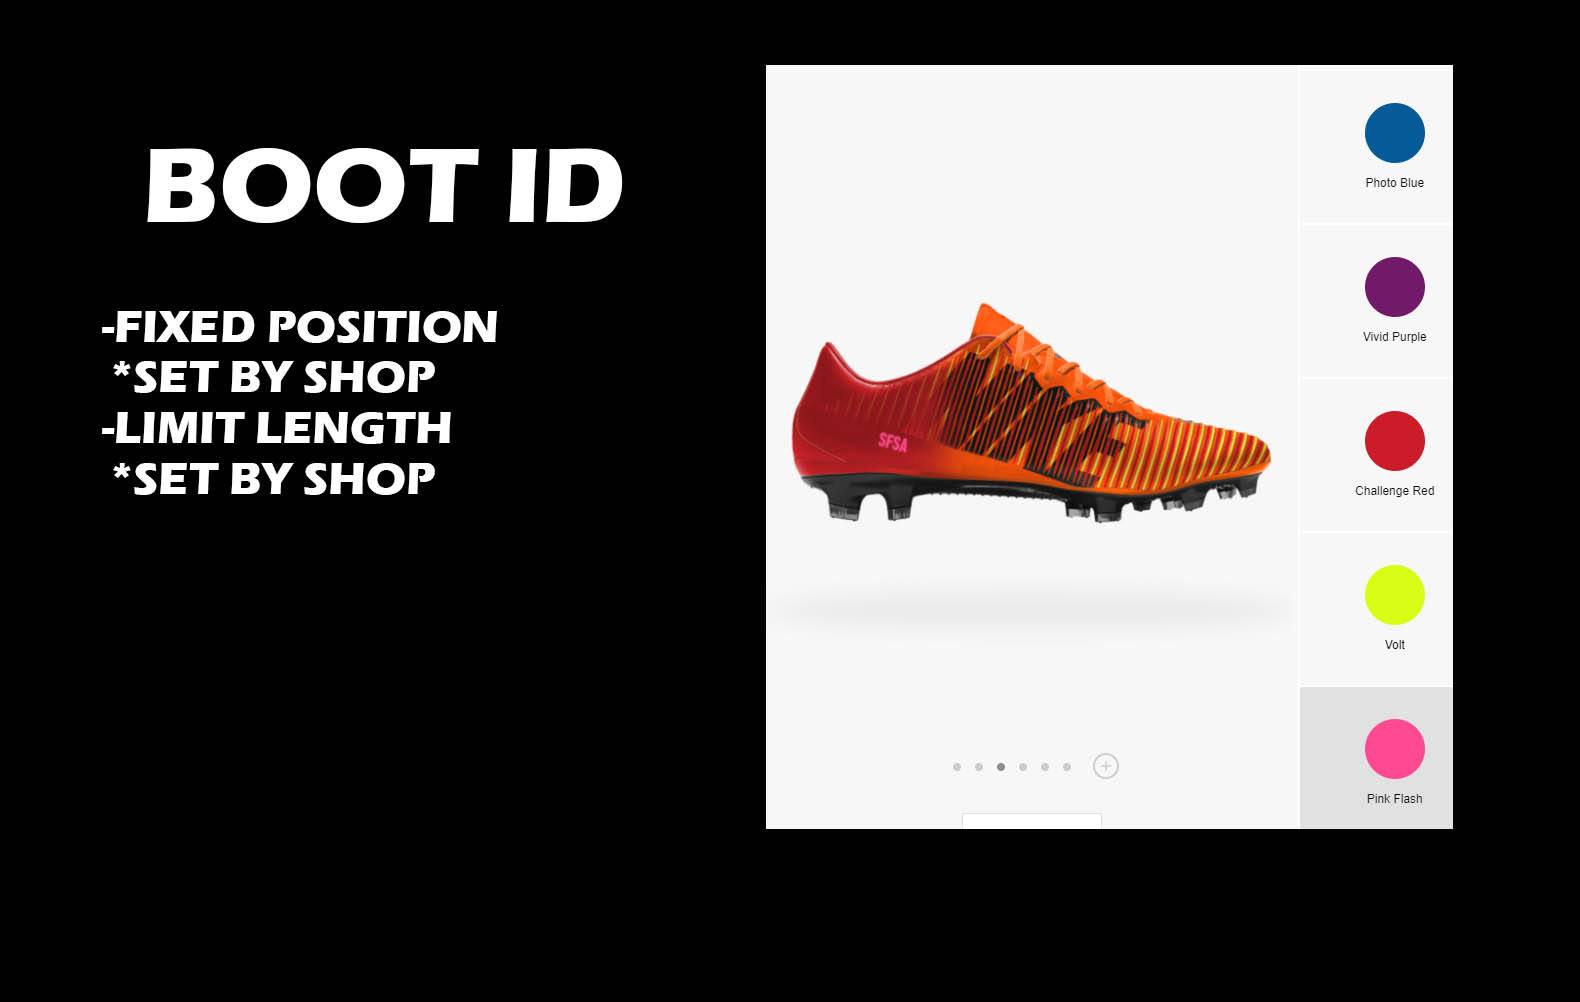 BOOT ID
-FIXED POSITION
*SET BY SHOP
-LIMIT LENGTH
*SET BY SHOP
SFSA
NIKE
Photo Blue
Vivid Purple
Challenge Red
Volt
Pink Flash